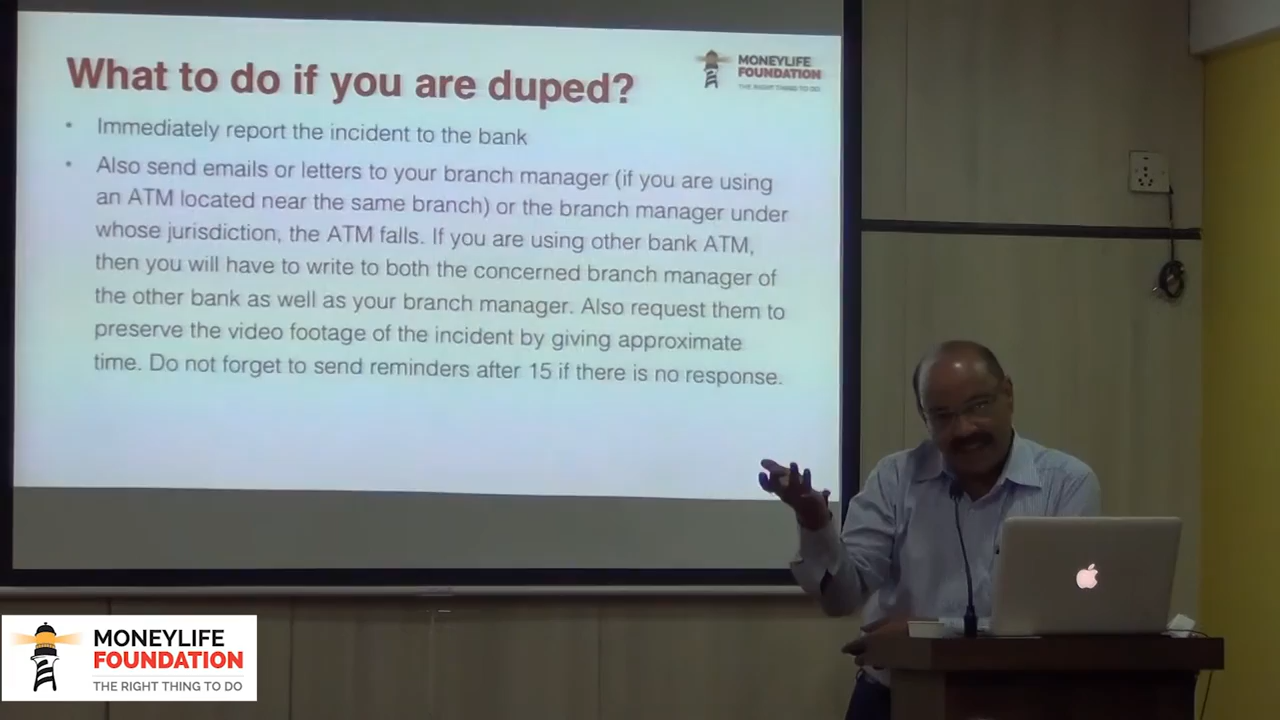 What to do if you are duped?
MONEYLIFE
FOUNDATION
THE RIGHT THING TO DO
• Immediately report the incident to the bank
• Also send emails or letters to your branch manager (if you are using
an ATM located near the same branch) or the branch manager under
whose jurisdiction, the ATM falls. If you are using other bank ATM,
then you will have to write to both the concerned branch manager of
the other bank as well as your branch manager. Also request them to
preserve the video footage of the incident by giving approximate
time. Do not forget to send reminders after 15 if there is no response.
MONEYLIFE
FOUNDATION
THE RIGHT THING TO DO